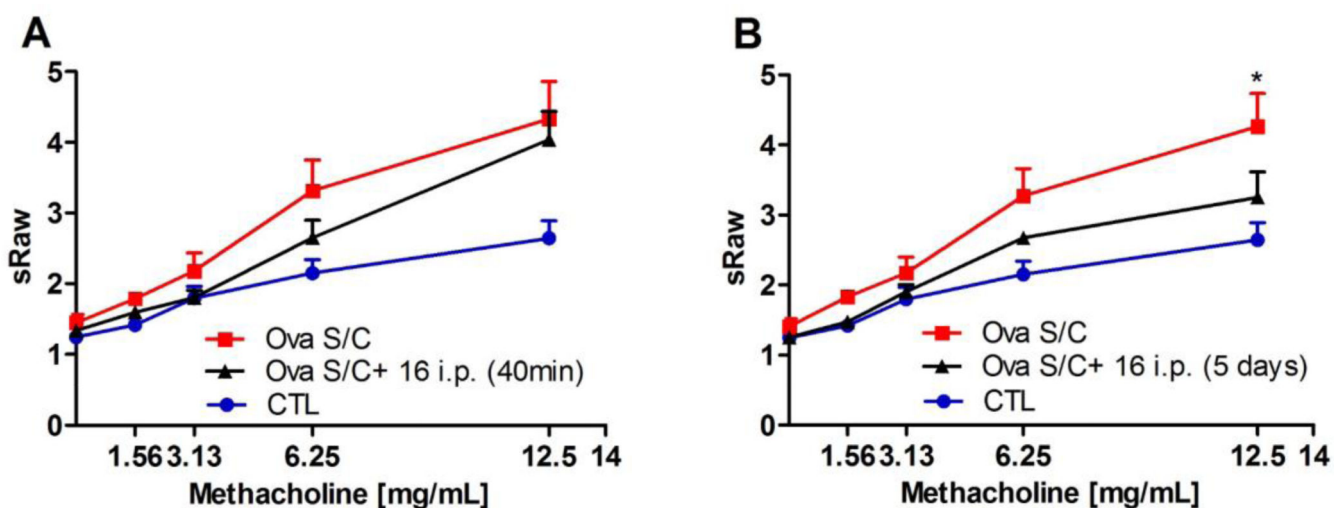 A
sRaw
5
4
3
2
1
0
Ova S/C
Ova S/C+ 16 i.p. (40min)
CTL
1.56 3.13 6.25 12.5 14
Methacholine [mg/mL]
B
*
sRaw
5
4
3
2
1
0
Ova S/C
Ova S/C+ 16 i.p. (5 days)
CTL
1.56 3.13 6.25 12.5 14
Methacholine [mg/mL]